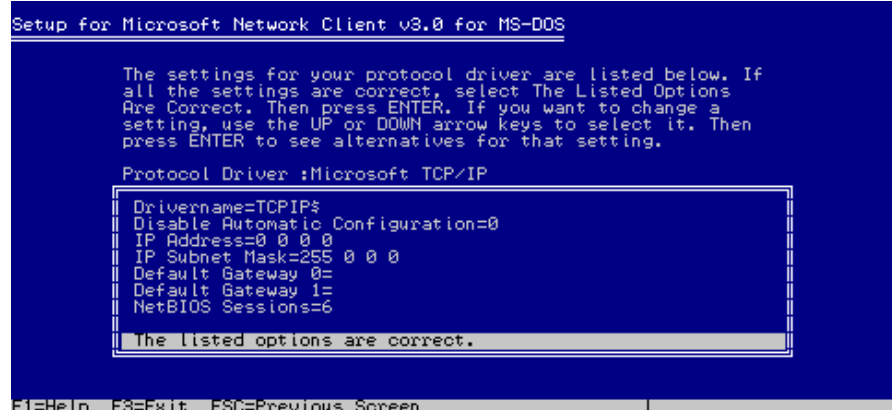 Setup for Microsoft Network Client v3.0 for MS-DOS
The settings for your protocol driver are listed below. If
all the settings are correct, select The Listed Options
Are Correct. Then press ENTER. If you want to change a
setting, use the UP or DOWN arrow keys to select it. Then
press ENTER to see alternatives for that setting.
Protocol Driver :Microsoft TCP/IP
Drivername=TCPIP$
Disable Automatic Configuration=0
IP Address=0 0 0 0
IP Subnet Mask=255 0 0 0
Default Gateway 0=
Default Gateway 1=
NetBIOS Sessions=6
The listed options are correct.
F1=Help F3=Exit ESC=Previous Screen